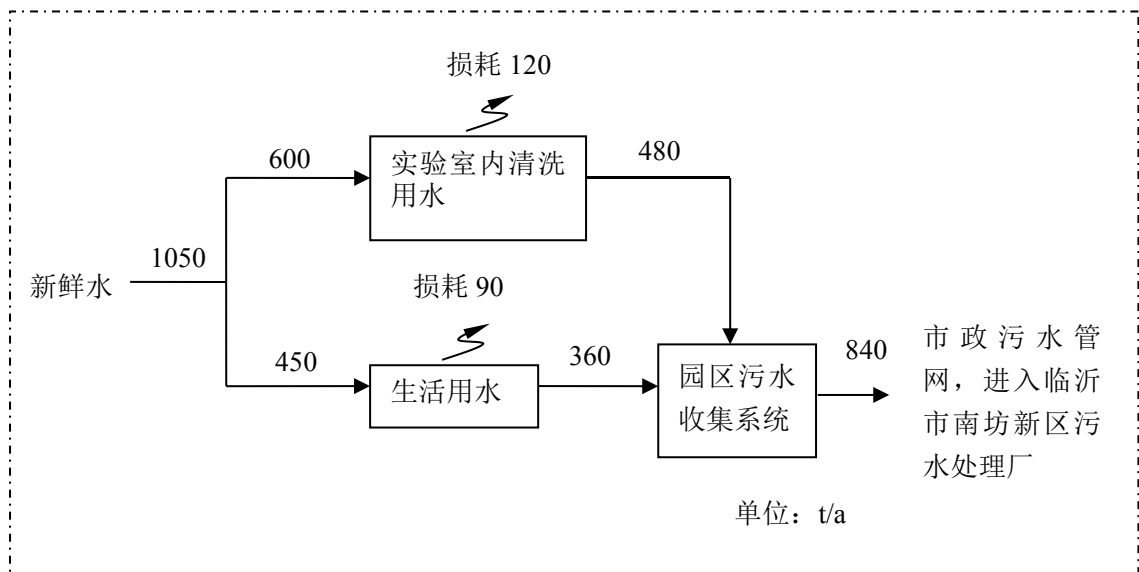 损耗 120
600
实验室内清洗
用水
480
新鲜水
1050
损耗 90
450
生活用水
360
园区污水
收集系统
840
市政污水管
网，进入临沂
市南坊新区污
水处理厂
单位：t/a